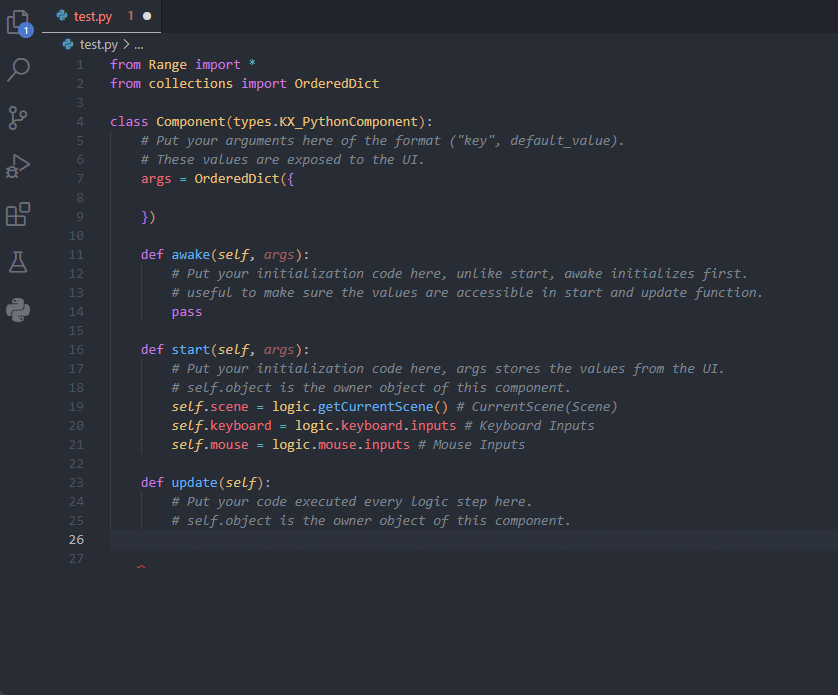 test.py 1
1
test.py > ...
1 from Range import *
2 from collections import OrderedDict
3
4 class Component(types.KX_PythonComponent):
5     # Put your arguments here of the format ("key", default_value).
6     # These values are exposed to the UI.
7     args = OrderedDict({
8
9     })
10
11     def awake(self, args):
12         # Put your initialization code here, unlike start, awake initializes first.
13         # useful to make sure the values are accessible in start and update function.
14         pass
15
16     def start(self, args):
17         # Put your initialization code here, args stores the values from the UI.
18         # self.object is the owner object of this component.
19         self.scene = logic.getCurrentScene() # CurrentScene(Scene)
20         self.keyboard = logic.keyboard.inputs # Keyboard Inputs
21         self.mouse = logic.mouse.inputs # Mouse Inputs
22
23     def update(self):
24         # Put your code executed every logic step here.
25         # self.object is the owner object of this component.
26
27